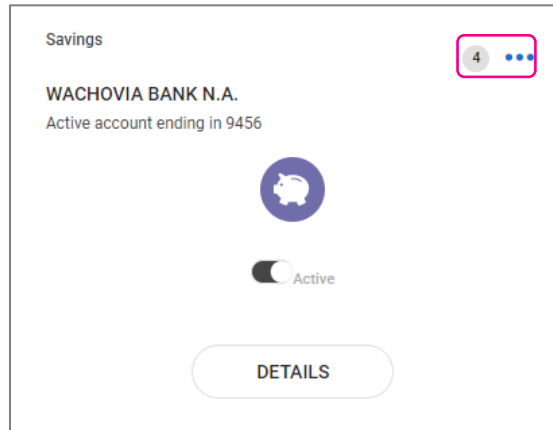 Savings
4
WACHOVIA BANK N.A.
Active account ending in 9456
Active
DETAILS